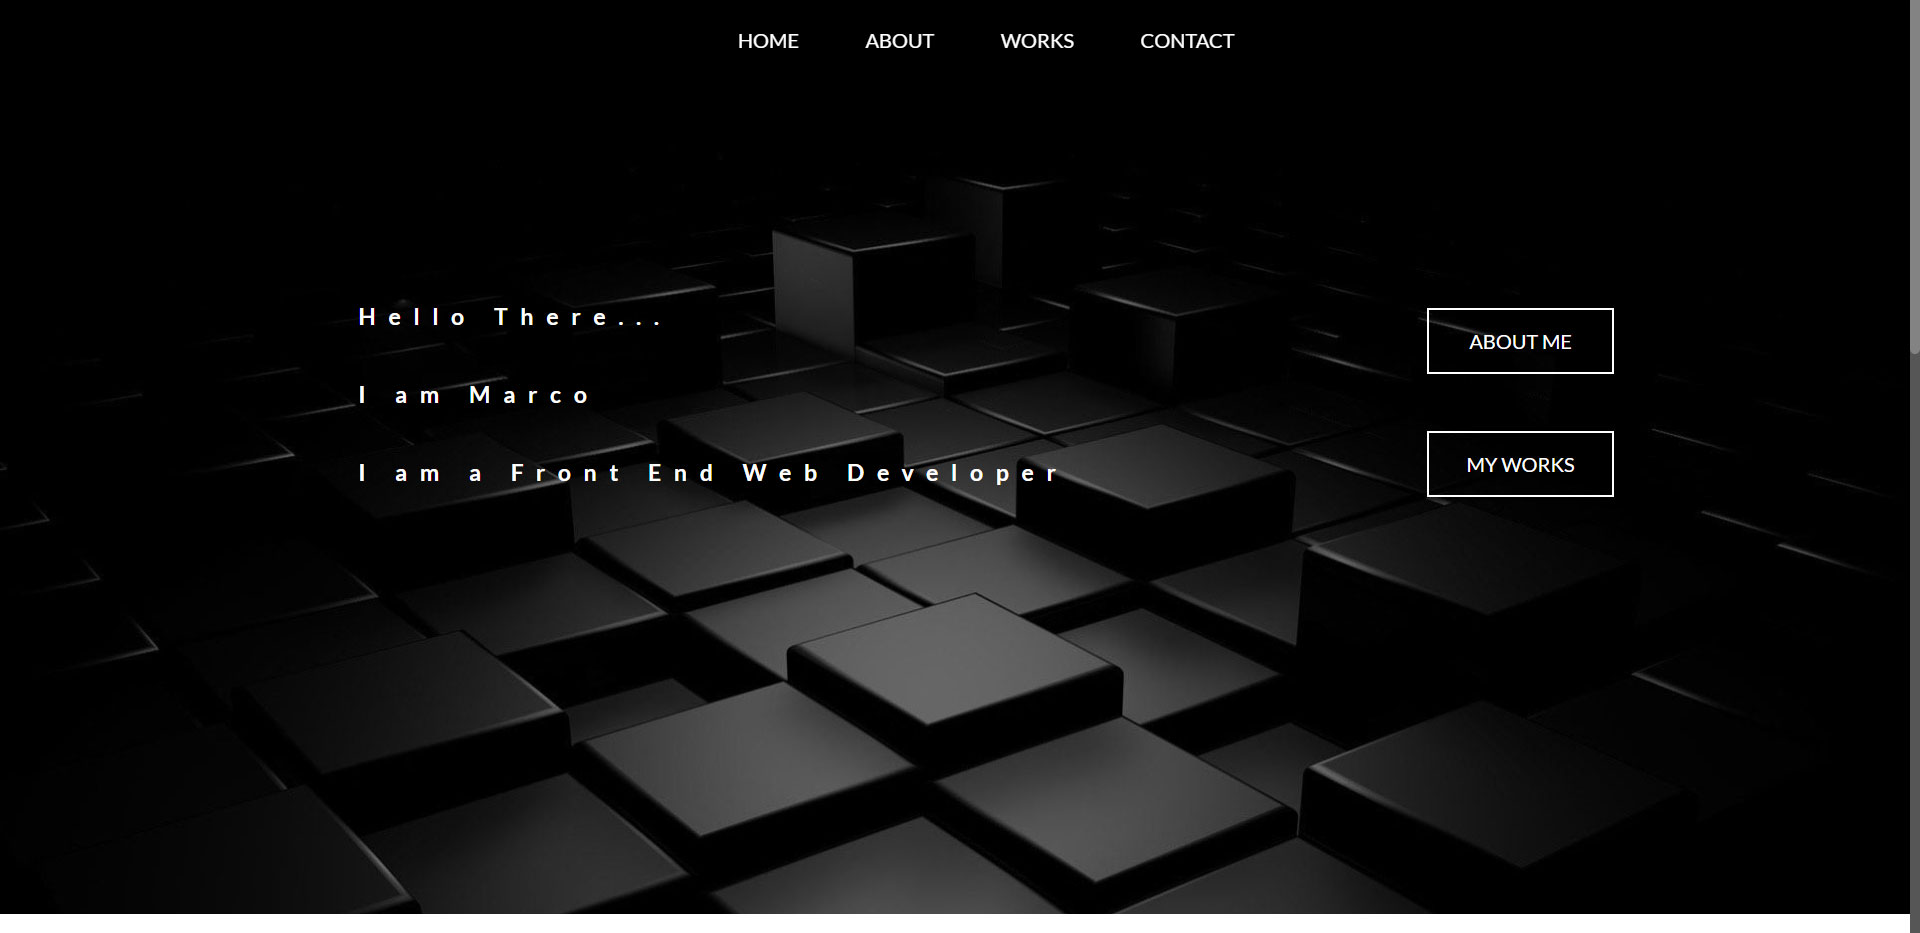 HOME ABOUT WORKS CONTACT
Hello There...
I am Marco
I am a Front End Web Developer
ABOUT ME
MY WORKS